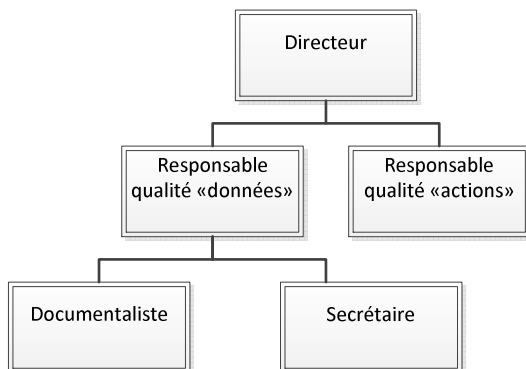 Directeur
Responsable
qualité «données»
Responsable
qualité «actions»
Documentaliste
Secrétaire